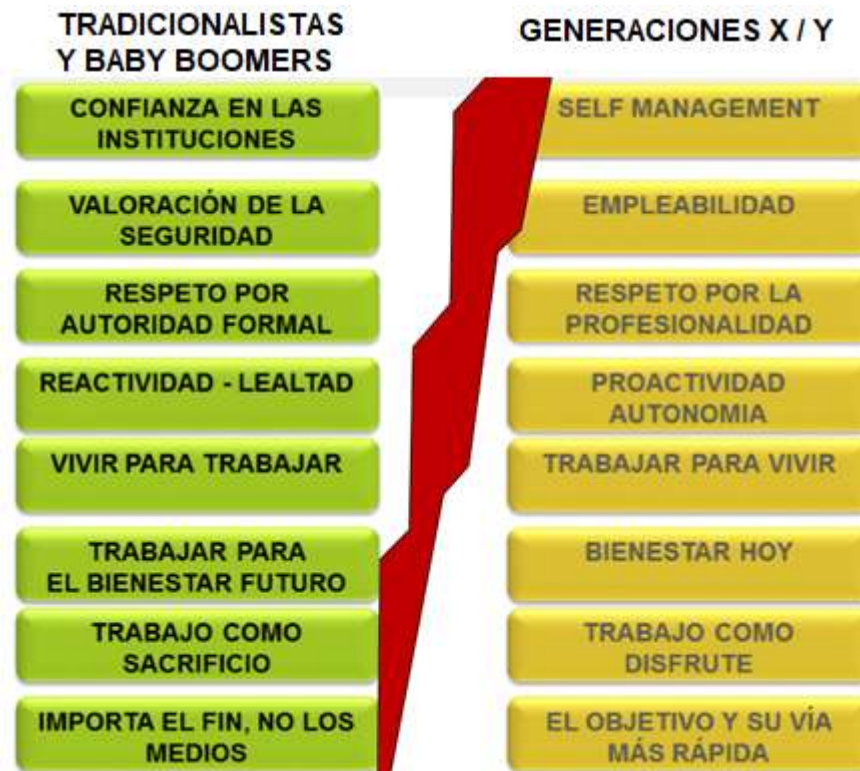 TRADICIONALISTAS
Y BABY BOOMERS
CONFIANZA EN LAS
INSTITUCIONES
VALORACIÓN DE LA
SEGURIDAD
RESPETO POR
AUTORIDAD FORMAL
REACTIVIDAD - LEALTAD
VIVIR PARA TRABAJAR
TRABAJAR PARA
EL BIENESTAR FUTURO
TRABAJO COMO
SACRIFICIO
IMPORTA EL FIN, NO LOS
MEDIOS
GENERACIONES X / Y
SELF MANAGEMENT
EMPLEABILIDAD
RESPETO POR LA
PROFESIONALIDAD
PROACTIVIDAD
AUTONOMIA
TRABAJAR PARA VIVIR
BIENESTAR HOY
TRABAJO COMO
DISFRUTE
EL OBJETIVO Y SU VÍA
MÁS RÁPIDA